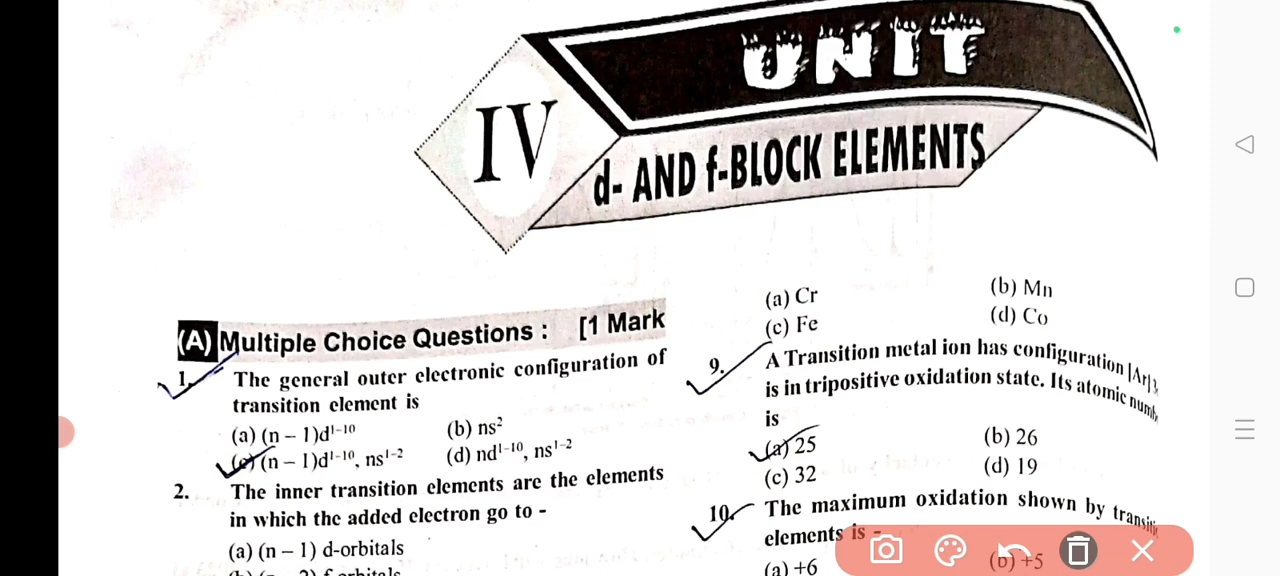 UNIT
IV
d- AND f-BLOCK ELEMENTS
(A) Multiple Choice Questions : [1 Mark
1. The general outer electronic configuration of
transition element is
(a) (n – 1)d¹⁻¹⁰ (b) ns²
(c) (n – 1)d¹⁻¹⁰, ns¹⁻² (d) nd¹⁻¹⁰, ns¹⁻²
2. The inner transition elements are the elements
in which the added electron go to -
(a) (n – 1) d-orbitals
(a) Cr (b) Mn
(c) Fe (d) Co
9. A Transition metal ion has configuration [Ar]3
is in tripositive oxidation state. Its atomic numb
is
(a) 25 (b) 26
(c) 32 (d) 19
10. The maximum oxidation shown by transi
elements is -
(a) +6 (b) +5